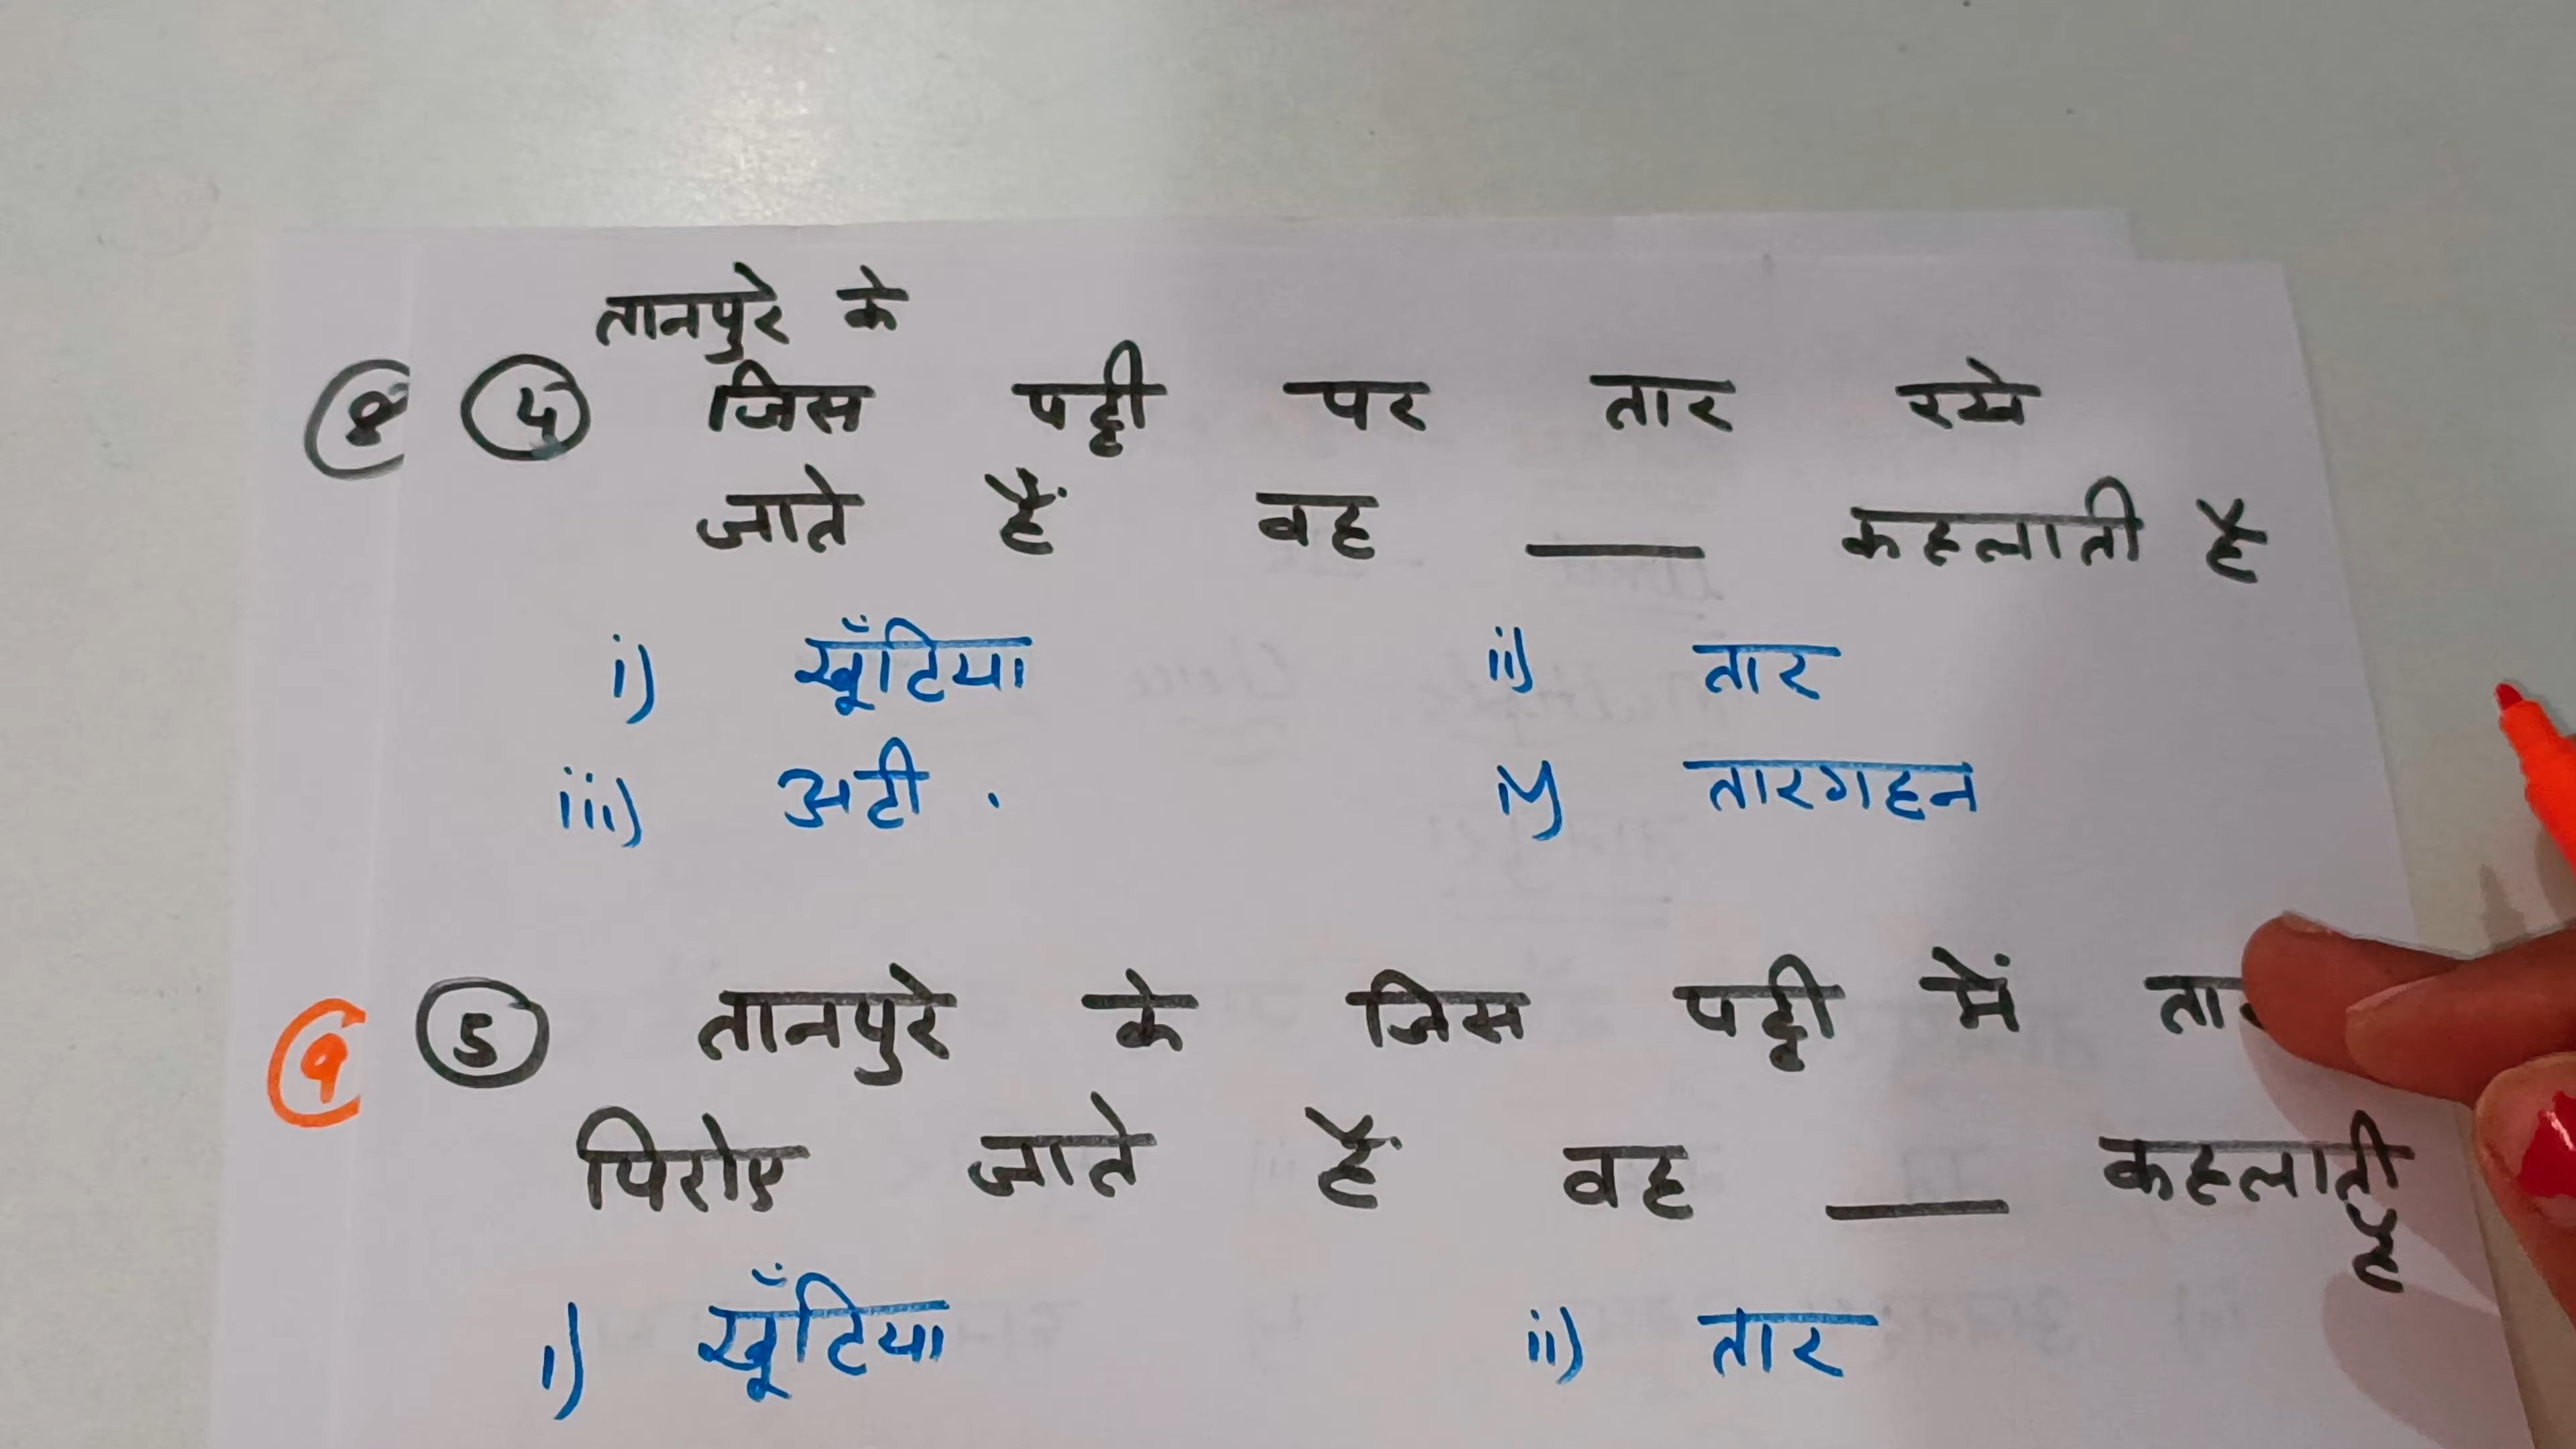 तानपुरे के
8 4 जिस पट्टी पर तार रखे
जाते हैं वह ___ कहलाती है
i) खूँटिया ii) तार
iii) अटी . iv) तारगहन
9 5 तानपुरे के जिस पट्टी में
पिरोए जाते हैं वह ___ कहलाती
है
i) खूँटिया ii) तार